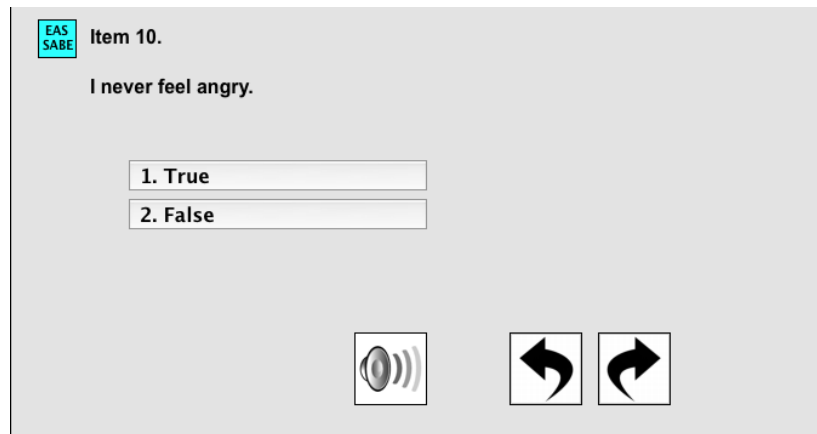 EAS
SABE
Item 10.
I never feel angry.
1. True
2. False